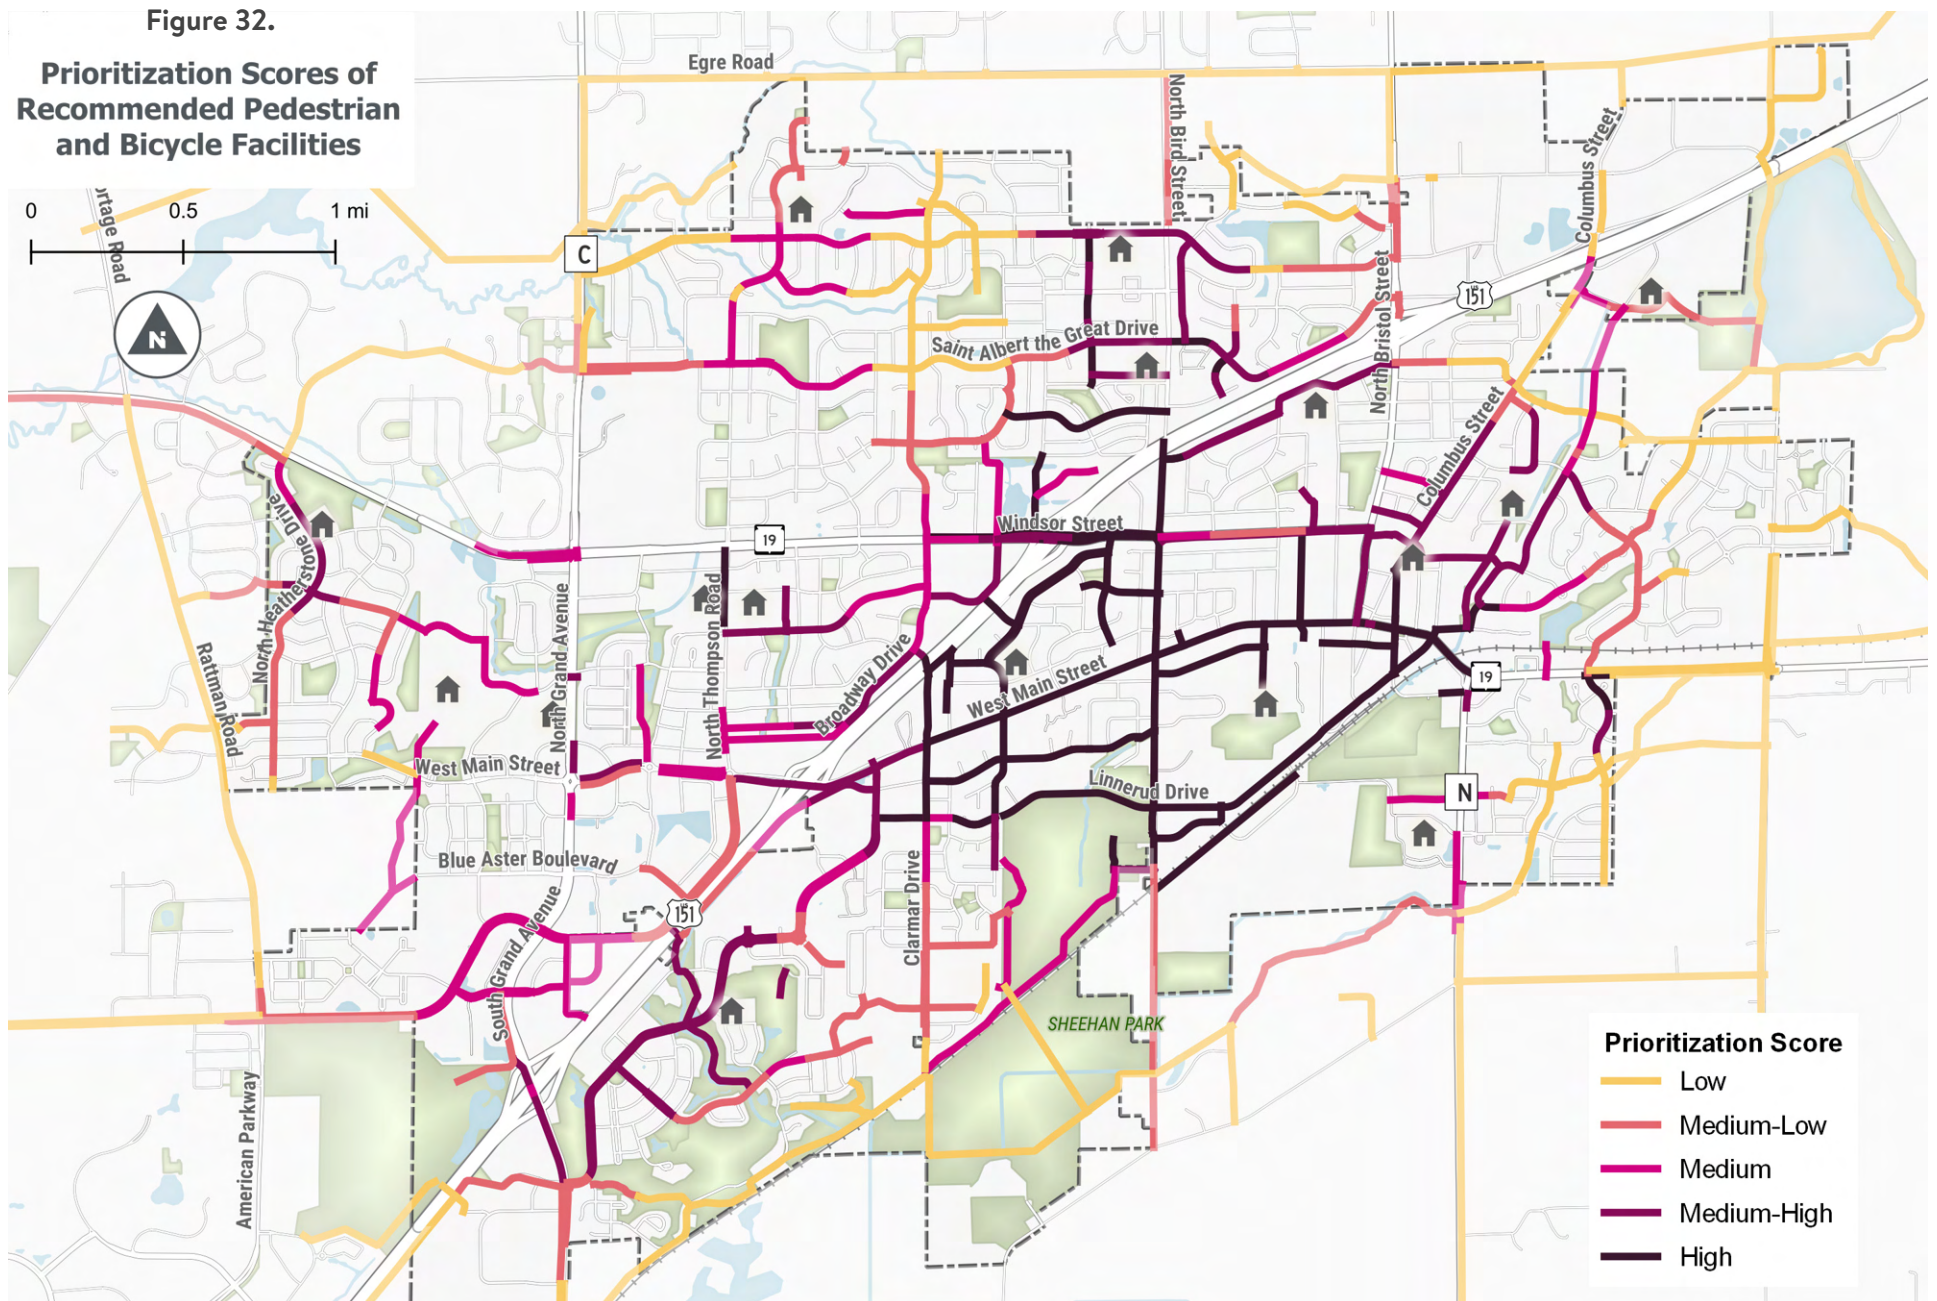 Figure 32.
Prioritization Scores of
Recommended Pedestrian
and Bicycle Facilities
0 0.5 1 mi
N
Egre Road
North Bird Street
Columbus Street
ortage Road
C
151
North Bristol Street
Saint Albert the Great Drive
Columbus Street
Windsor Street
19
North Heatherstone Drive
North Grand Avenue
North Thompson Road
Broadway Drive
West Main Street
19
Rattman Road
West Main Street
Linnerud Drive
N
Blue Aster Boulevard
151
Clarmar Drive
South Grand Avenue
SHEEHAN PARK
American Parkway
Prioritization Score
Low
Medium-Low
Medium
Medium-High
High